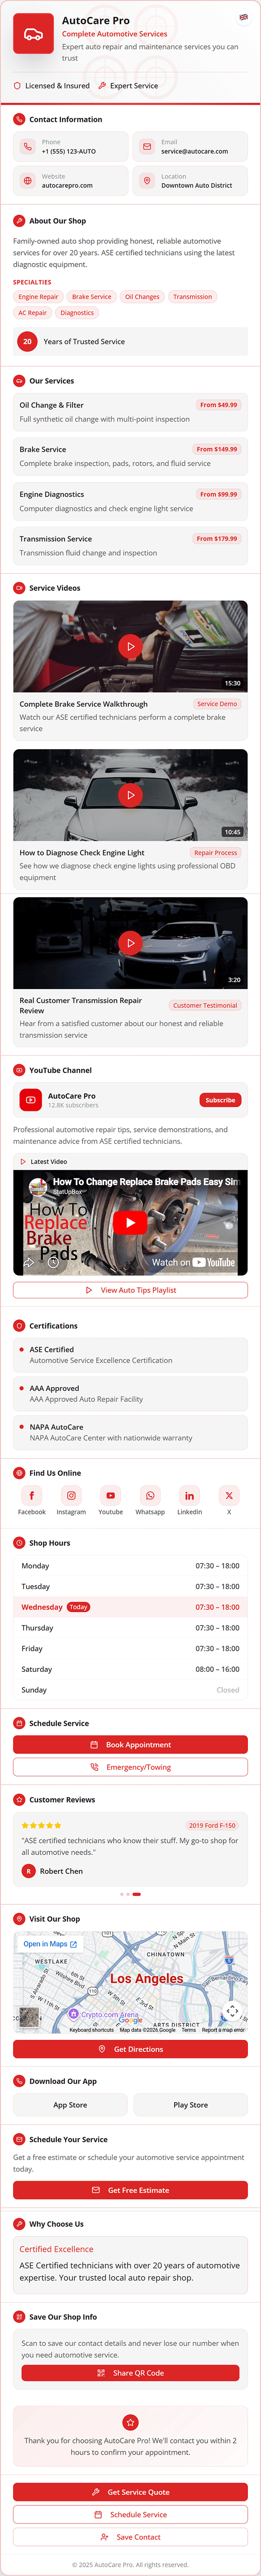 AutoCare Pro
Complete Automotive Services
Expert auto repair and maintenance services you can
trust
Licensed & Insured
Expert Service
Contact Information
Phone
+1 (555) 123-AUTO
Email
service@autocare.com
Website
autocarepro.com
Location
Downtown Auto District
About Our Shop
Family-owned auto shop providing honest, reliable automotive
services for over 20 years. ASE certified technicians using the latest
diagnostic equipment.
SPECIALTIES
Engine Repair
Brake Service
Oil Changes
Transmission
AC Repair
Diagnostics
20
Years of Trusted Service
Our Services
Oil Change & Filter
From $49.99
Full synthetic oil change with multi-point inspection
Brake Service
From $149.99
Complete brake inspection, pads, rotors, and fluid service
Engine Diagnostics
From $99.99
Computer diagnostics and check engine light service
Transmission Service
From $179.99
Transmission fluid change and inspection
Service Videos
15:30
Complete Brake Service Walkthrough
Service Demo
Watch our ASE certified technicians perform a complete brake
service
10:45
How to Diagnose Check Engine Light
Repair Process
See how we diagnose check engine lights using professional OBD
equipment
3:20
Real Customer Transmission Repair
Review
Customer Testimonial
Hear from a satisfied customer about our honest and reliable
transmission service
YouTube Channel
AutoCare Pro
12.8K subscribers
Subscribe
Professional automotive repair tips, service demonstrations, and
maintenance advice from ASE certified technicians.
Latest Video
How To Change Replace Brake Pads Easy Sim
StatUpBox
How To
Replace
Brake
Pads
Watch on YouTube
View Auto Tips Playlist
Certifications
ASE Certified
Automotive Service Excellence Certification
AAA Approved
AAA Approved Auto Repair Facility
NAPA AutoCare
NAPA AutoCare Center with nationwide warranty
Find Us Online
Facebook
Instagram
Youtube
Whatsapp
Linkedin
X
Shop Hours
Monday 07:30 – 18:00
Tuesday 07:30 – 18:00
Wednesday Today 07:30 – 18:00
Thursday 07:30 – 18:00
Friday 07:30 – 18:00
Saturday 08:00 – 16:00
Sunday Closed
Schedule Service
Book Appointment
Emergency/Towing
Customer Reviews
2019 Ford F-150
"ASE certified technicians who know their stuff. My go-to shop for
all automotive needs."
R
Robert Chen
Visit Our Shop
Open in Maps
WESTLAKE
CHINATOWN
Los Angeles
Crypto.com Arena
ARTS DISTRICT
Google
Keyboard shortcuts
Map data ©2026 Google
Terms
Report a map error
Get Directions
Download Our App
App Store
Play Store
Schedule Your Service
Get a free estimate or schedule your automotive service appointment
today.
Get Free Estimate
Why Choose Us
Certified Excellence
ASE Certified technicians with over 20 years of automotive
expertise. Your trusted local auto repair shop.
Save Our Shop Info
Scan to save our contact details and never lose our number when
you need automotive service.
Share QR Code
Thank you for choosing AutoCare Pro! We'll contact you within 2
hours to confirm your appointment.
Get Service Quote
Schedule Service
Save Contact
© 2025 AutoCare Pro. All rights reserved.